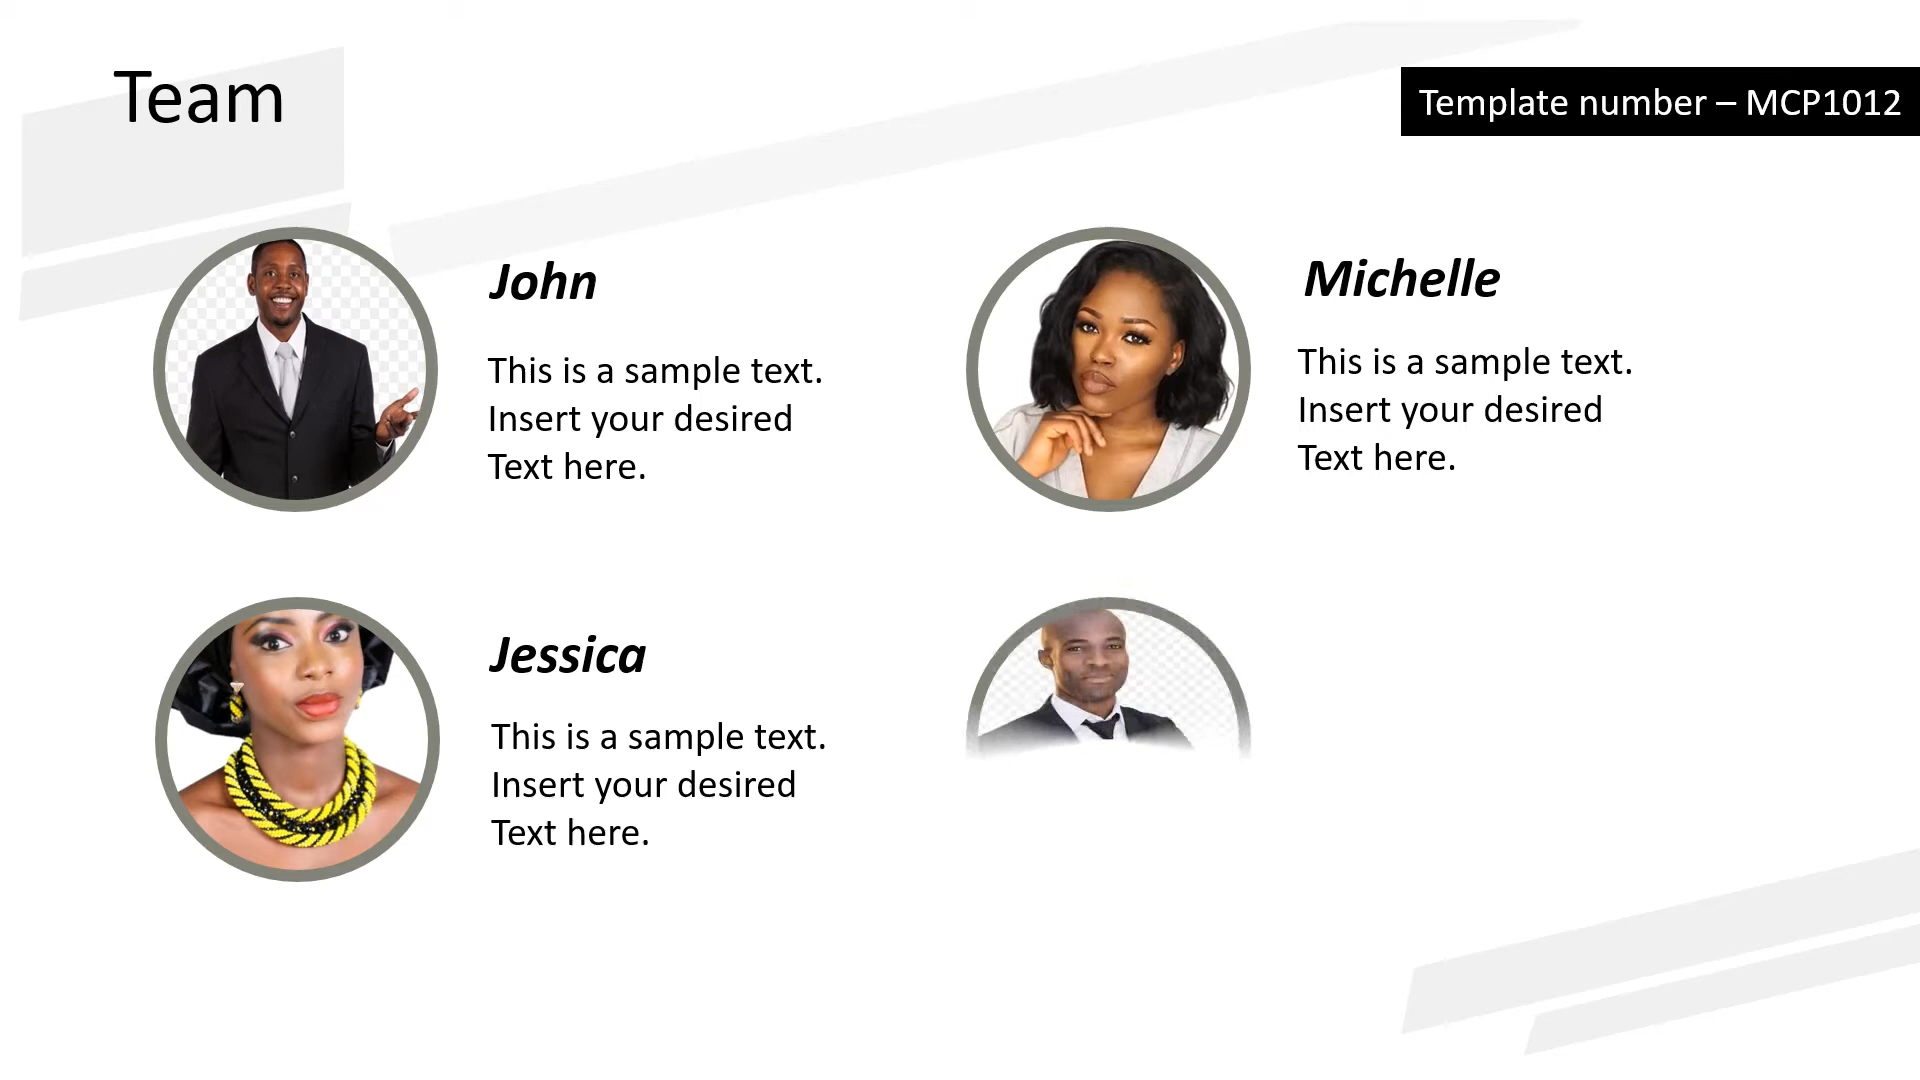 Team
Template number – MCP1012
John
This is a sample text.
Insert your desired
Text here.
Michelle
This is a sample text.
Insert your desired
Text here.
Jessica
This is a sample text.
Insert your desired
Text here.